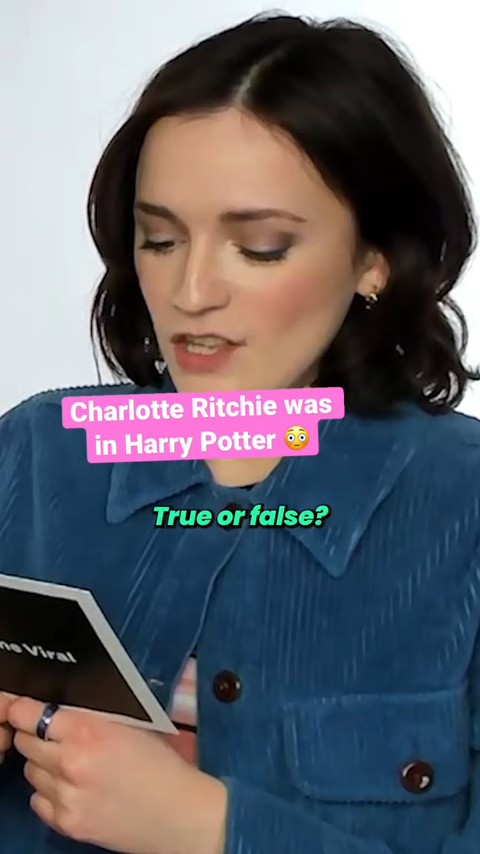 Charlotte Ritchie was
in Harry Potter 😳
True or false?
Viral